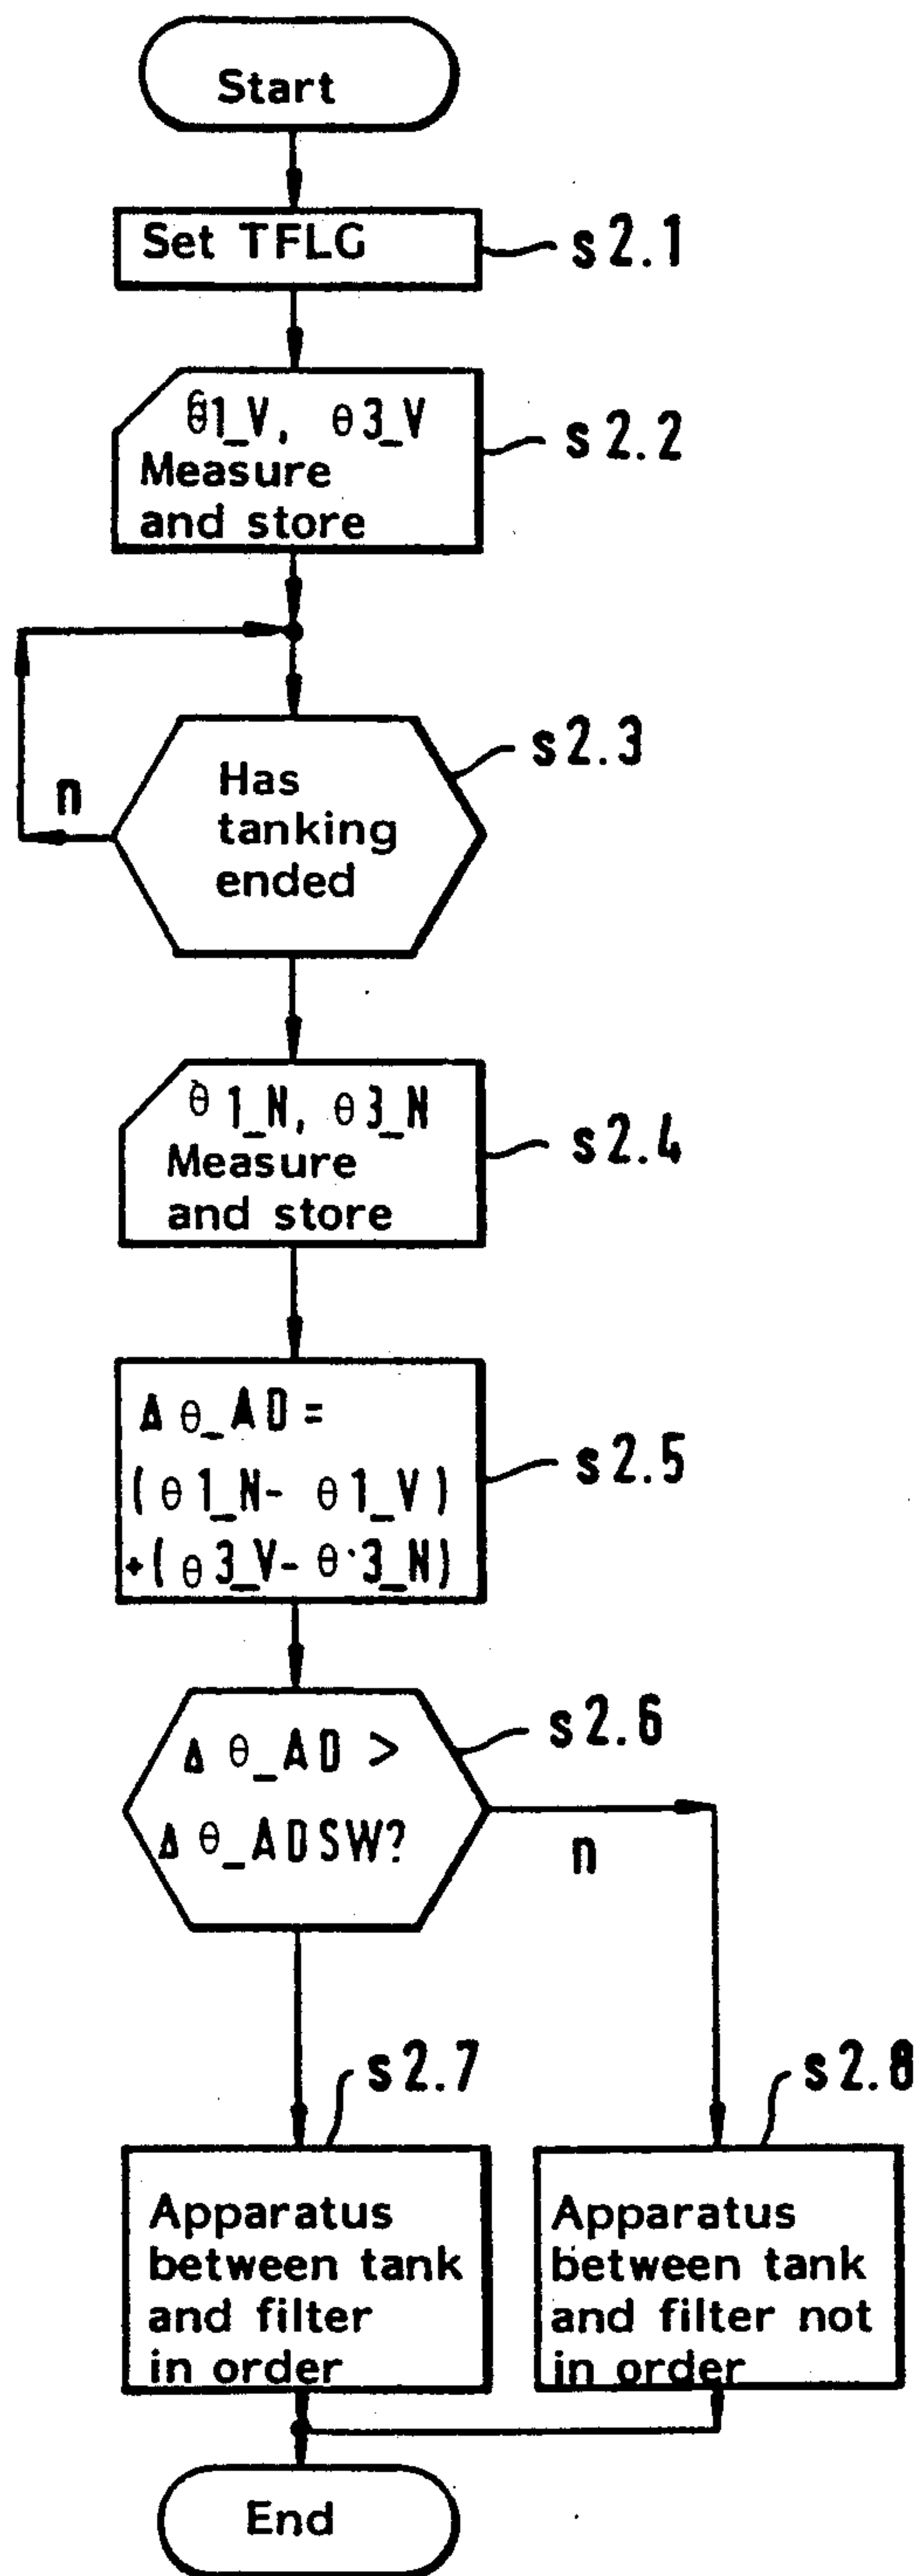 Start
Set TFLG
s2.1
θ1_V, θ3_V
Measure
and store
s2.2
n
Has
tanking
ended
s2.3
θ1_N, θ3_N
Measure
and store
s2.4
Δθ_AD=
(θ1_N- θ1_V)
+(θ3_V- θ3_N)
s2.5
Δθ_AD >
Δθ_ADSW?
s2.6
n
s2.7
s2.8
Apparatus
between tank
and filter
in order
Apparatus
between tank
and filter not
in order
End